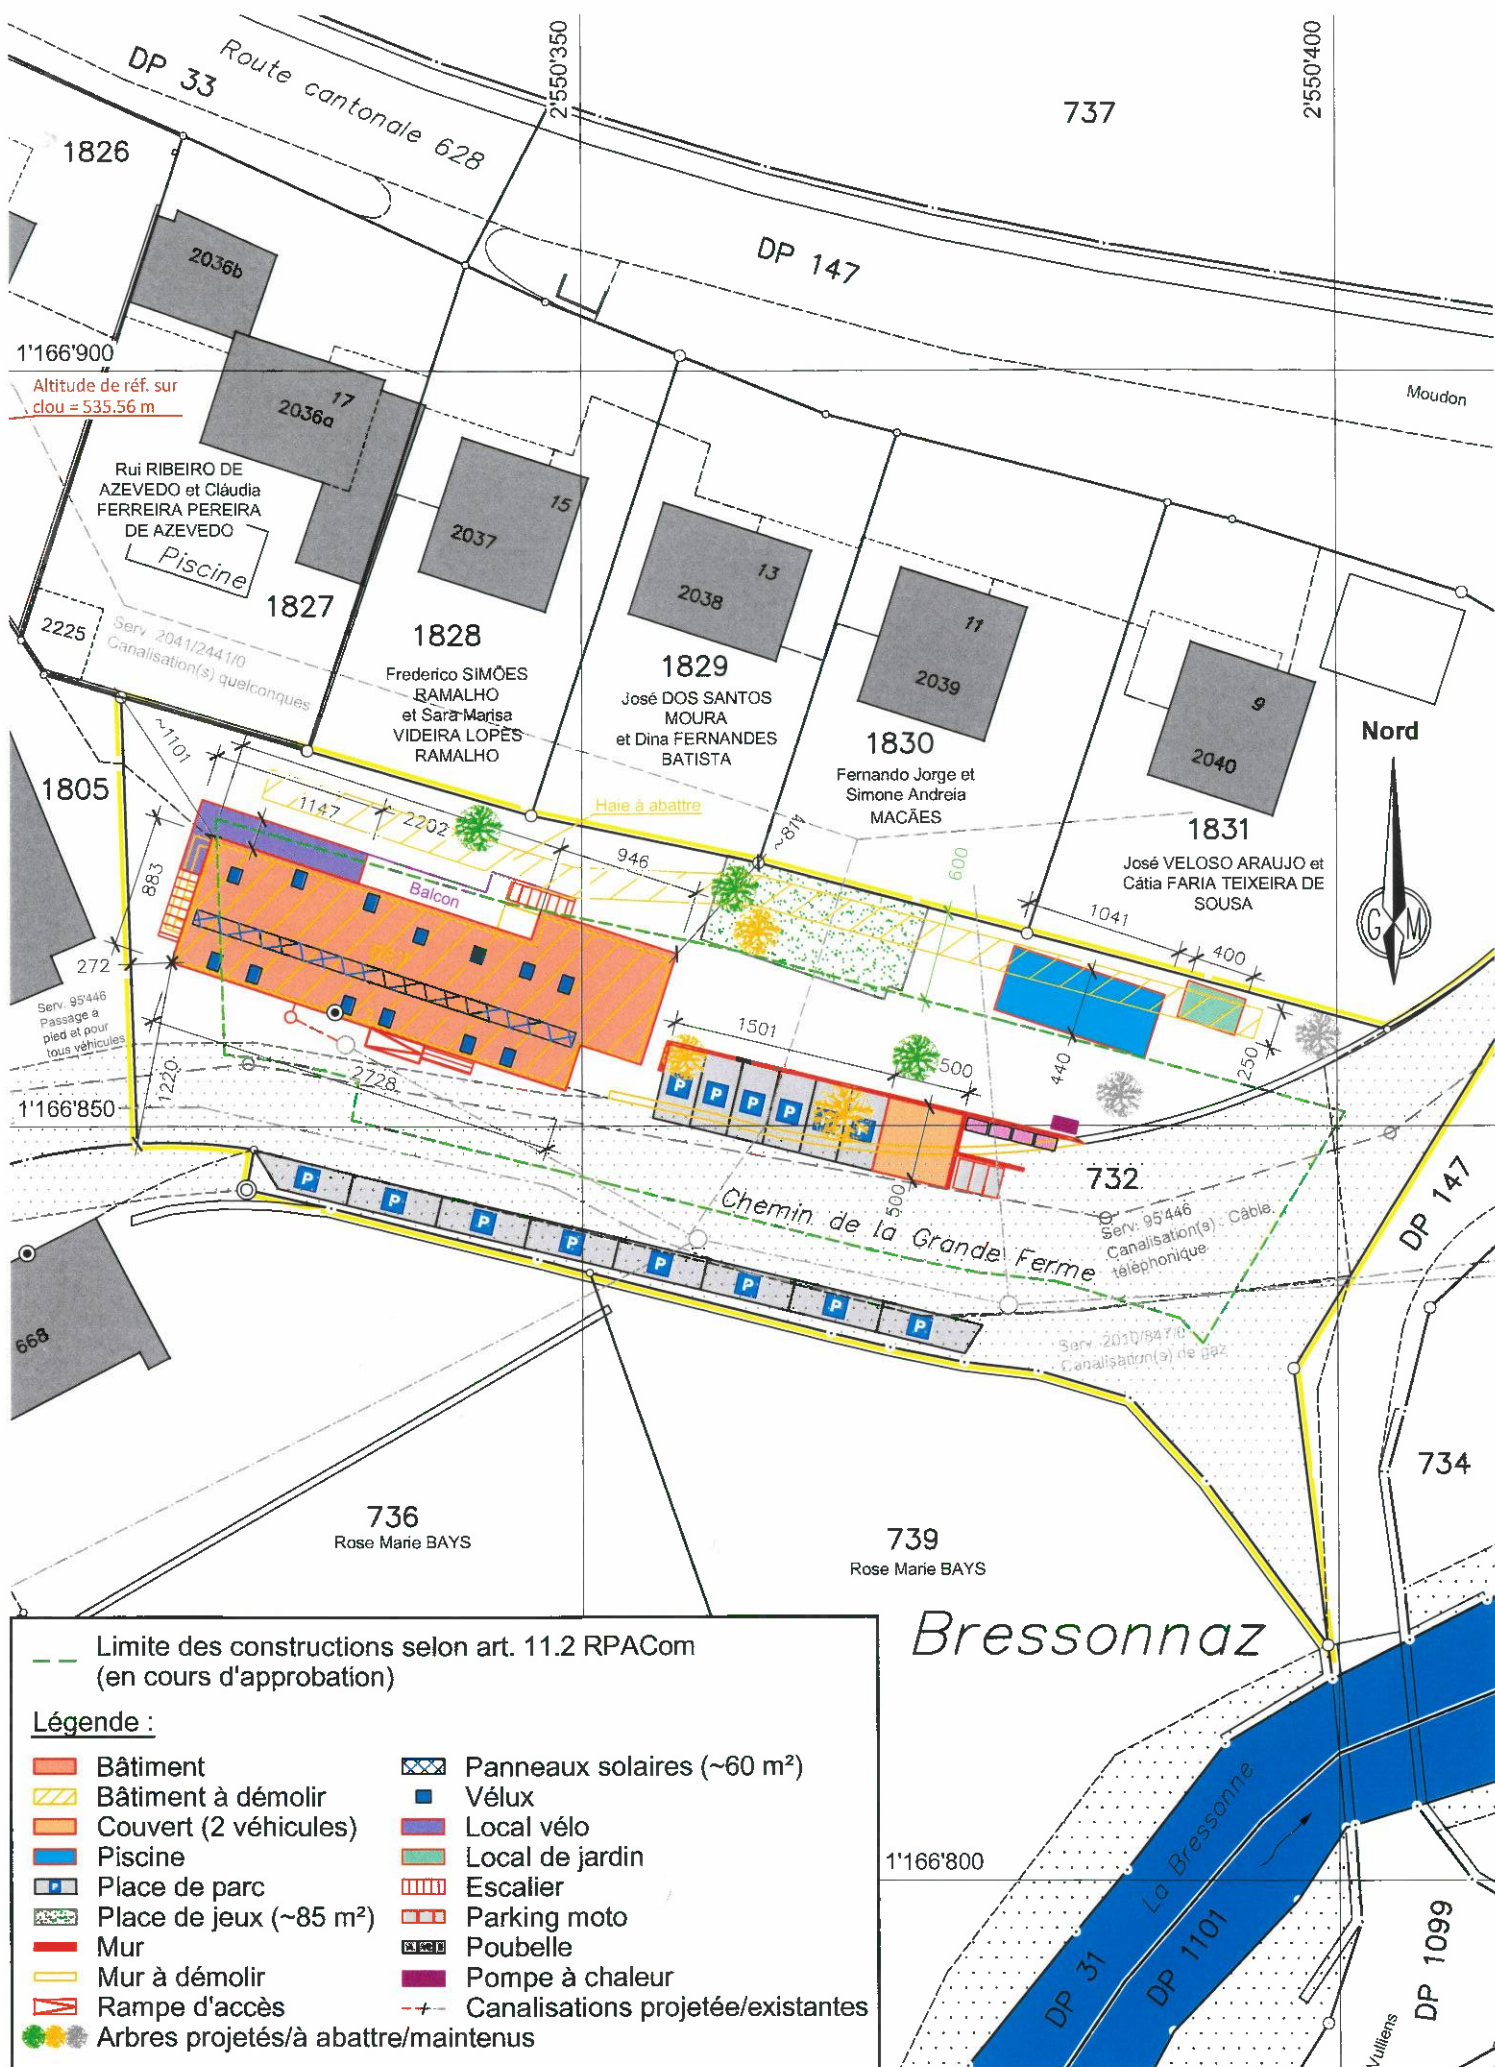 DP 33
Route cantonale 628
2'550'350
2'550'400
737
1826
DP 147
2036b
1'166'900
Altitude de réf. sur
clou = 535.56 m
17
2036a
Moudon
Rui RIBEIRO DE
AZEVEDO et Cláudia
FERREIRA PEREIRA
DE AZEVEDO
Piscine
1827
2225
Serv. 2041/2441/0
Canalisation(s) quelconques
15
2037
1828
Frederico SIMÕES
RAMALHO
et Sara Marisa
VIDEIRA LOPES
RAMALHO
13
2038
1829
José DOS SANTOS
MOURA
et Dina FERNANDES
BATISTA
11
2039
1830
Fernando Jorge et
Simone Andreia
MACÃES
9
2040
1831
José VELOSO ARAUJO et
Cátia FARIA TEIXEIRA DE
SOUSA
Nord
G M
1805
~1101
1147
2202
Haie à abattre
946
~814
600
1041
400
883
Balcon
272
Serv. 95'446
Passage à
pied et pour
tous véhicules
1220
2728
1501
500
440
250
1'166'850
P
P
P
P
P
500
732
P
P
P
P
P
P
P
P
Chemin de la Grande Ferme
Serv. 95'446
Canalisation(s) : Câble
téléphonique
DP 147
Serv. 2010/847/0
Canalisation(s) de gaz
668
734
736
Rose Marie BAYS
739
Rose Marie BAYS
Bressonnaz
Limite des constructions selon art. 11.2 RPACom
(en cours d'approbation)
Légende :
Bâtiment
Bâtiment à démolir
Couvert (2 véhicules)
Piscine
P Place de parc
Place de jeux (~85 m²)
Mur
Mur à démolir
Rampe d'accès
Arbres projetés/à abattre/maintenus
Panneaux solaires (~60 m²)
Vélux
Local vélo
Local de jardin
Escalier
Parking moto
Poubelle
Pompe à chaleur
Canalisations projetée/existantes
1'166'800
La Bressonne
DP 31
DP 1101
DP 1099
Vulliens